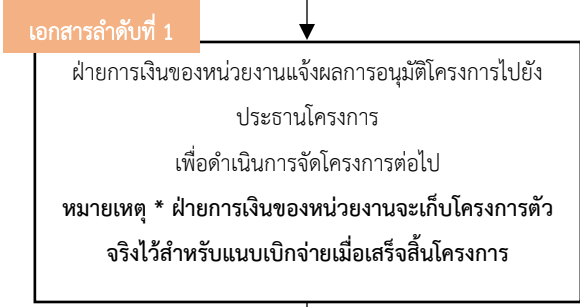 เอกสารลำดับที่ 1
ฝ่ายการเงินของหน่วยงานแจ้งผลการอนุมัติโครงการไปยัง
ประธานโครงการ
เพื่อดำเนินการจัดโครงการต่อไป
หมายเหตุ * ฝ่ายการเงินของหน่วยงานจะเก็บโครงการตัว
จริงไว้สำหรับแนบเบิกจ่ายเมื่อเสร็จสิ้นโครงการ